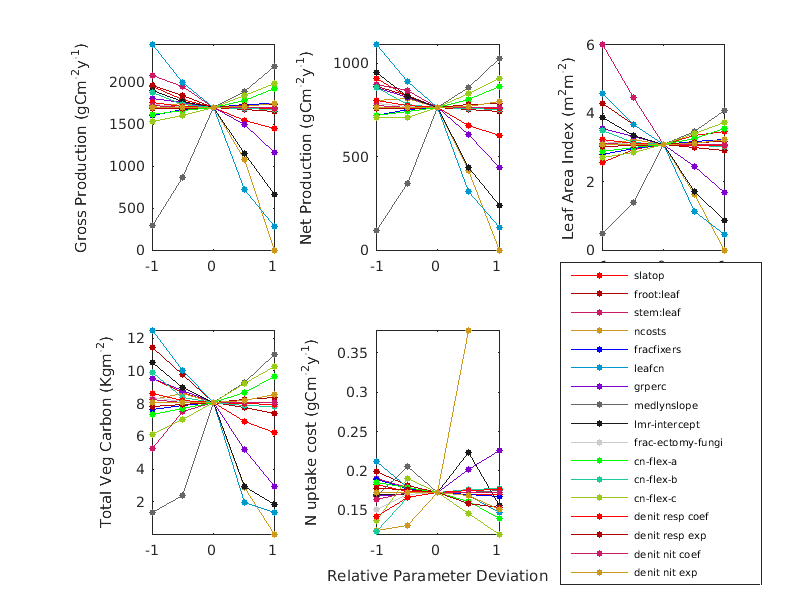 Gross Production (gCm⁻²y⁻¹)
2000
1500
1000
500
0
-1 0 1
Net Production (gCm⁻²y⁻¹)
1000
500
0
-1 0 1
Leaf Area Index (m²m⁻²)
6
4
2
0
Total Veg Carbon (Kgm⁻²)
12
10
8
6
4
2
-1 0 1
N uptake cost (gCm⁻²y⁻¹)
0.35
0.3
0.25
0.2
0.15
-1 0 1
Relative Parameter Deviation
slatop
froot:leaf
stem:leaf
ncosts
fracfixers
leafcn
grperc
medlynslope
lmr-intercept
frac-ectomy-fungi
cn-flex-a
cn-flex-b
cn-flex-c
denit resp coef
denit resp exp
denit nit coef
denit nit exp